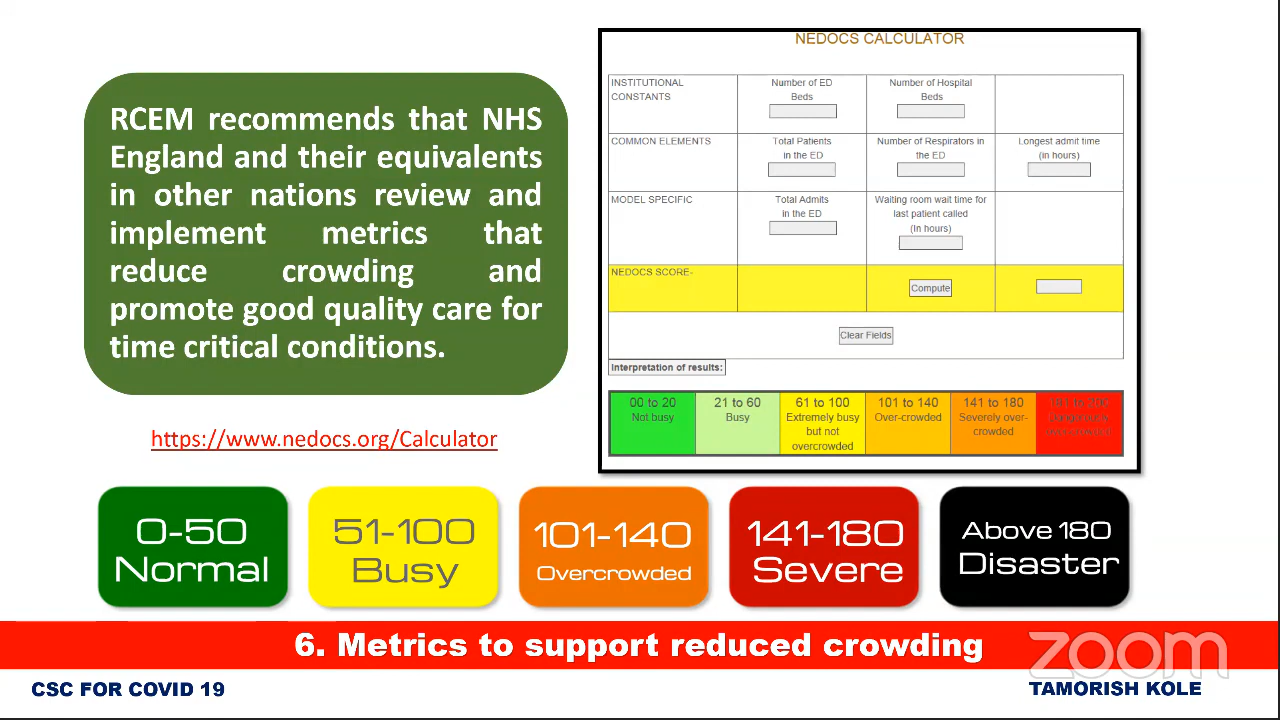 RCEM recommends that NHS
England and their equivalents
in other nations review and
implement metrics that
reduce crowding and
promote good quality care for
time critical conditions.
https://www.nedocs.org/Calculator
NEDOCS CALCULATOR
INSTITUTIONAL
CONSTANTS
Number of ED
Beds
Number of Hospital
Beds
COMMON ELEMENTS
Total Patients
in the ED
Number of Respirators in
the ED
Longest admit time
(in hours)
MODEL SPECIFIC
Total Admits
in the ED
Waiting room wait time for
last patient called
(In hours)
NEDOCS SCORE-
Compute
Clear Fields
Interpretation of results:
00 to 20
Not busy
21 to 60
Busy
61 to 100
Extremely busy
but not
overcrowded
101 to 140
Over-crowded
141 to 180
Severely over-
crowded
181 to 200
Dangerously
over-crowded
0-50
Normal
51-100
Busy
101-140
Overcrowded
141-180
Severe
Above 180
Disaster
6. Metrics to support reduced crowding
zoom
CSC FOR COVID 19
TAMORISH KOLE